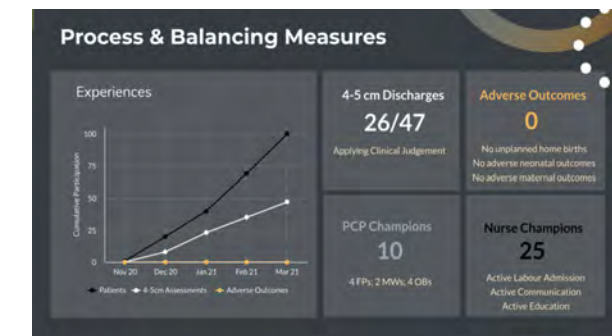 Process & Balancing Measures
Experiences
100
75
50
25
0
Cumulative Participation
Nov 20 Dec 20 Jan 21 Feb 21 Mar 21
Patients 4-5cm Assessments Adverse Outcomes
4-5 cm Discharges
26/47
Applying Clinical Judgement
Adverse Outcomes
0
No unplanned home births
No adverse neonatal outcomes
No adverse maternal outcomes
PCP Champions
10
4 FPs; 2 MWs; 4 OBs
Nurse Champions
25
Active Labour Admission
Active Communication
Active Education